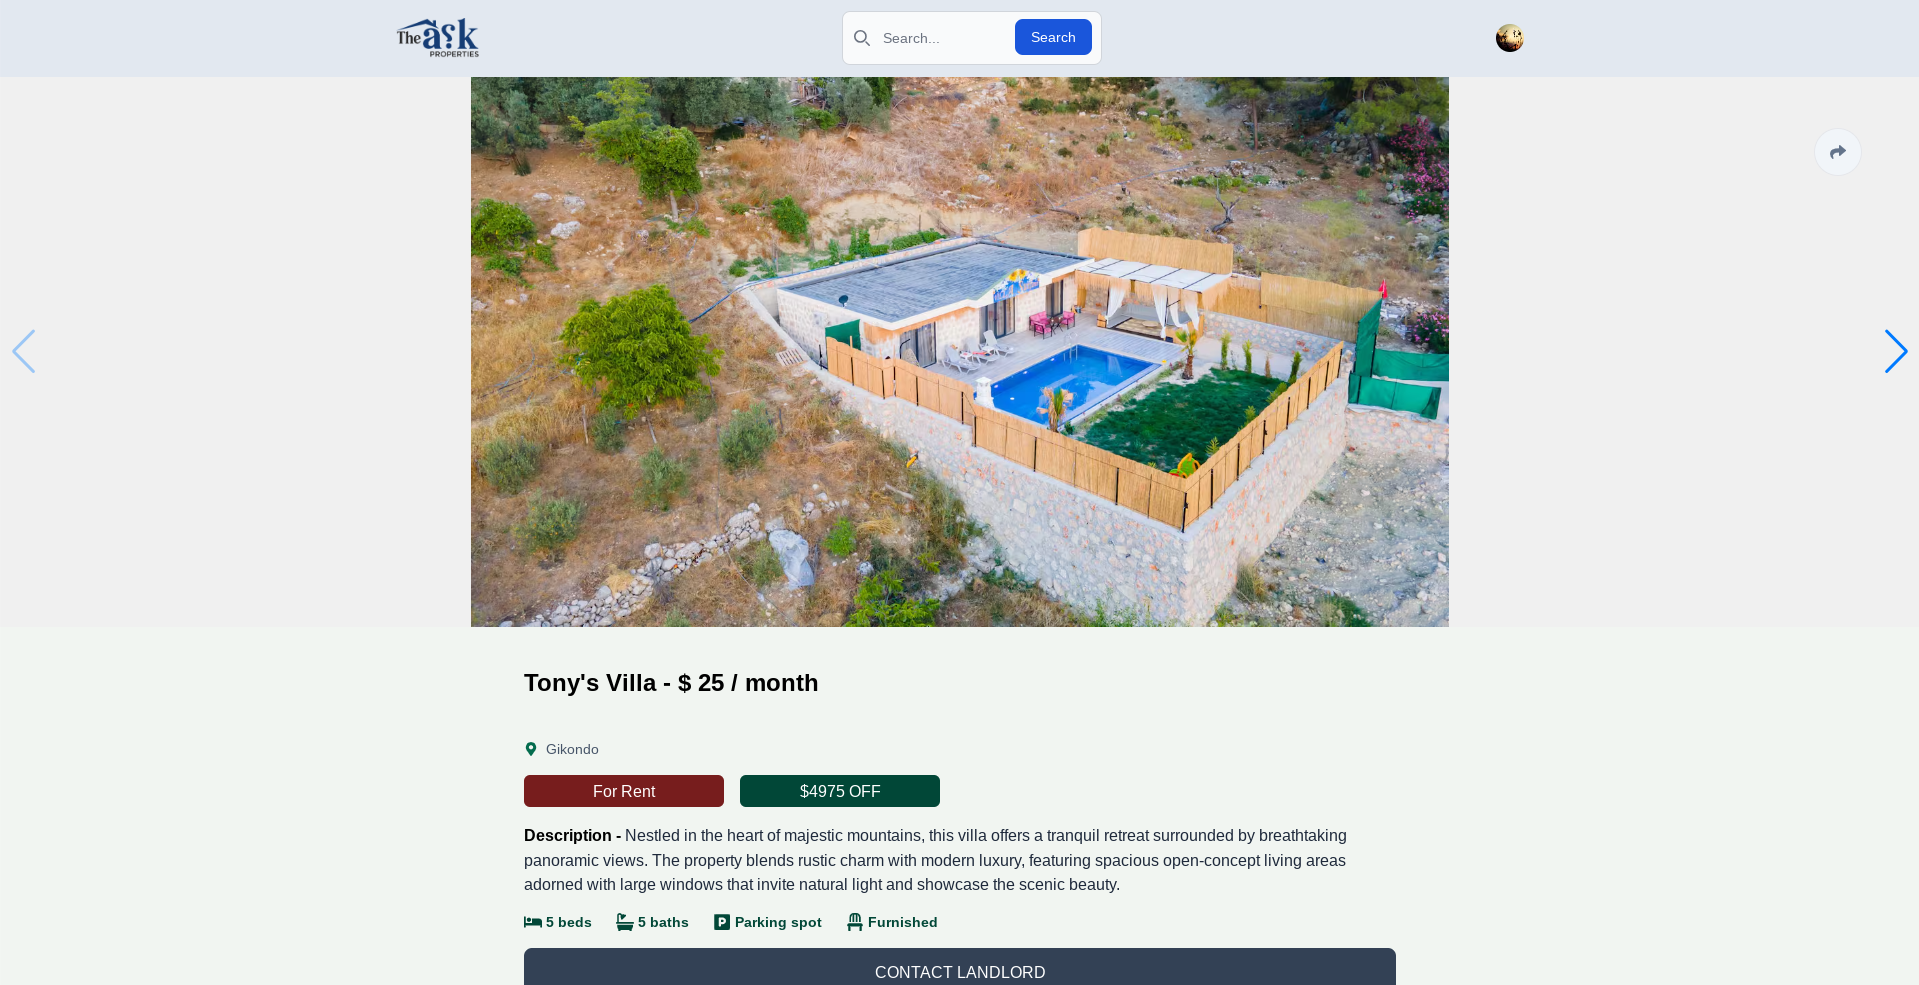 The ask
PROPERTIES
Search...
Search
Tony's Villa - $ 25 / month
Gikondo
For Rent
$4975 OFF
Description - Nestled in the heart of majestic mountains, this villa offers a tranquil retreat surrounded by breathtaking
panoramic views. The property blends rustic charm with modern luxury, featuring spacious open-concept living areas
adorned with large windows that invite natural light and showcase the scenic beauty.
5 beds
5 baths
Parking spot
Furnished
CONTACT LANDLORD